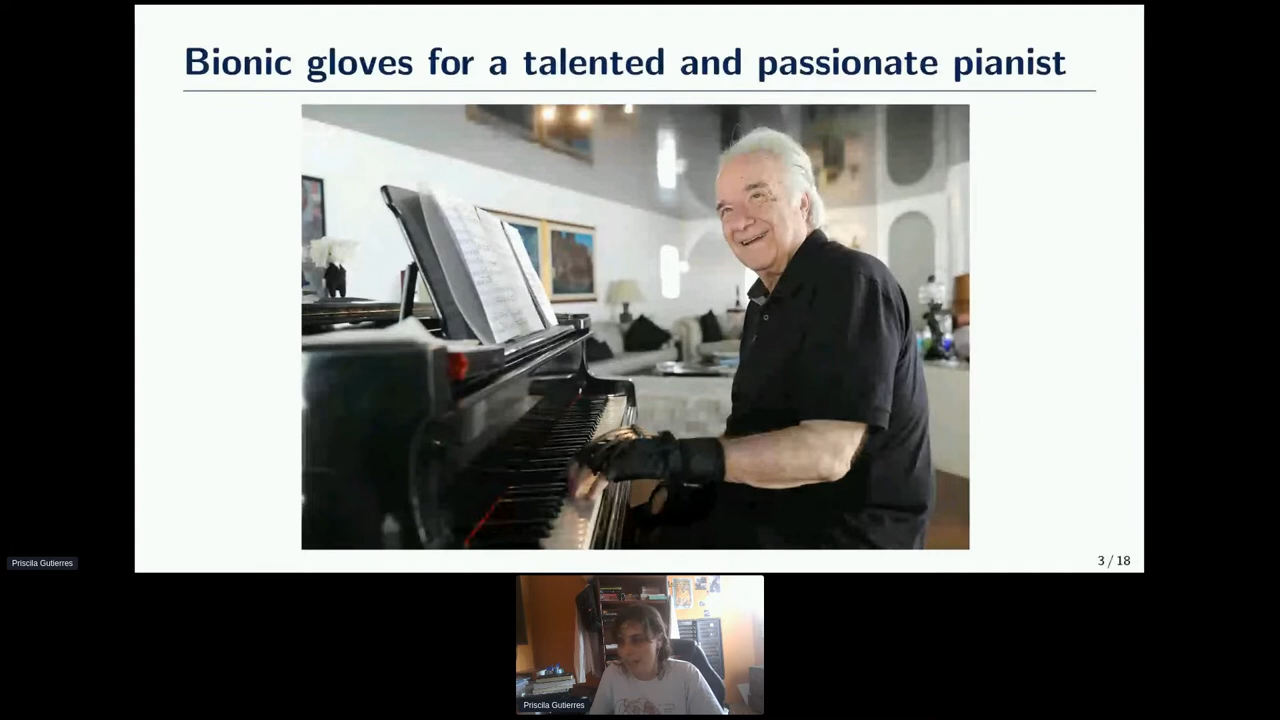 Bionic gloves for a talented and passionate pianist
3 / 18
Priscila Gutierres
Priscila Gutierres